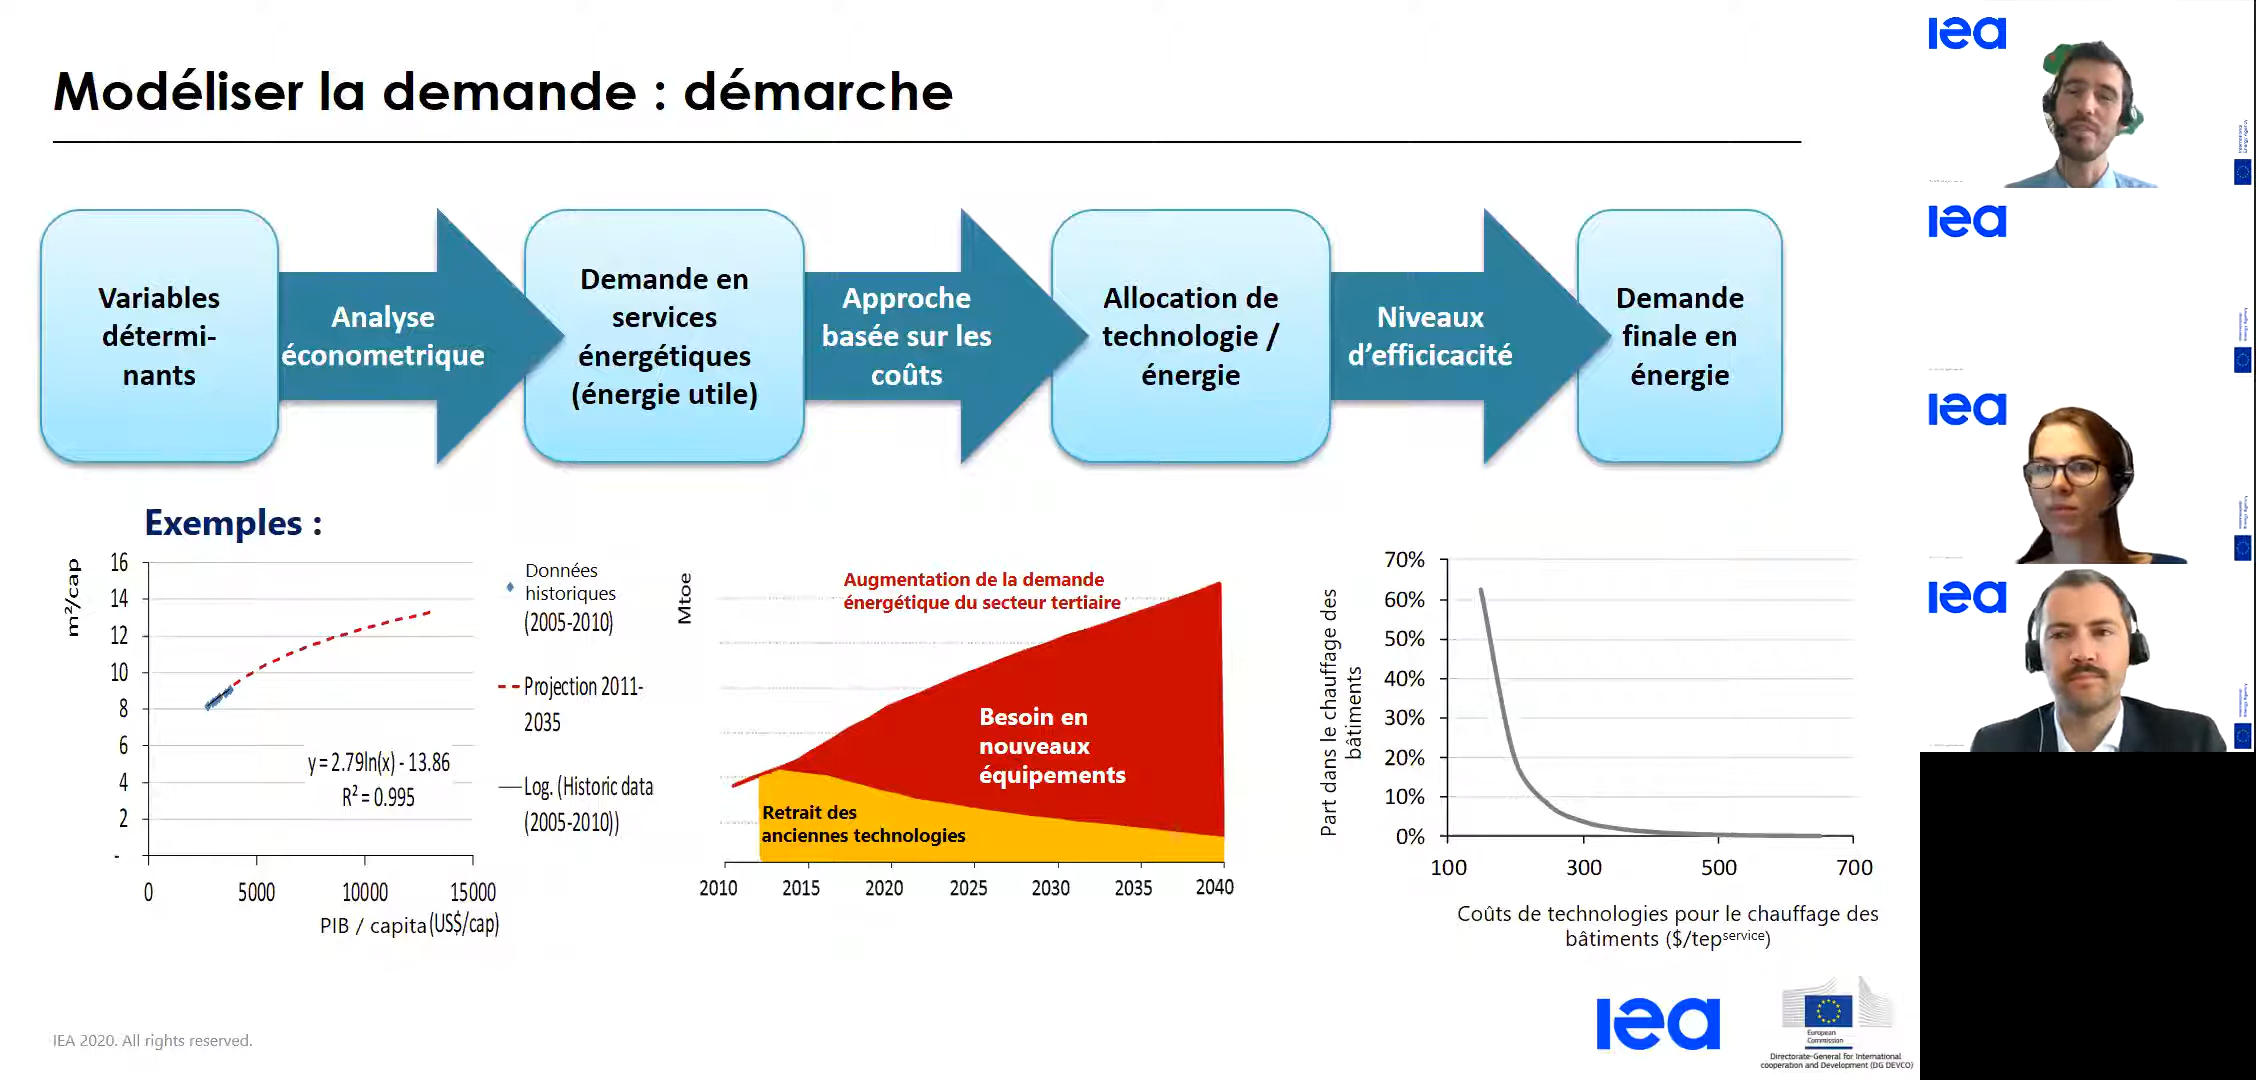 Modéliser la demande : démarche
Variables
détermi-
nants
Analyse
économetrique
Demande en
services
énergétiques
(énergie utile)
Approche
basée sur les
coûts
Allocation de
technologie /
énergie
Niveaux
d'efficicacité
Demande
finale en
énergie
Exemples :
m²/cap
16
14
12
10
8
6
4
2
-
0
5000
10000
15000
PIB / capita (US$/cap)
y = 2.79ln(x) - 13.86
R² = 0.995
Données
historiques
(2005-2010)
Projection 2011-
2035
Log. (Historic data
(2005-2010))
Mtoe
Augmentation de la demande
énergétique du secteur tertiaire
Besoin en
nouveaux
équipements
Retrait des
anciennes technologies
2010
2015
2020
2025
2030
2035
2040
Part dans le chauffage des
bâtiments
70%
60%
50%
40%
30%
20%
10%
0%
100
300
500
700
Coûts de technologies pour le chauffage des
bâtiments ($/tepservice)
IEA 2020. All rights reserved.
iea
European
Commission
Directorate-General for International
cooperation and Development (DG DEVCO)
iea
iea
iea
iea